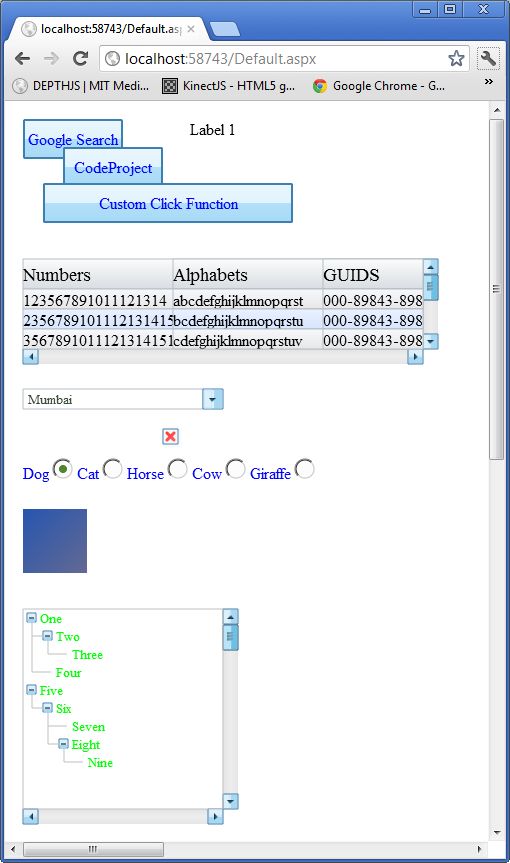 localhost:58743/Default.asp
localhost:58743/Default.aspx
DEPTHJS | MIT Medi... KinectJS - HTML5 g... Google Chrome - G... »
Google Search
Label 1
CodeProject
Custom Click Function
Numbers Alphabets GUIDS
123567891011121314 abcdefghijklmnopqrst 000-89843-898
235678910111213141 5 bcdefghijklmnopqrstu 000-89843-898
356789101112131415 1 cdefghijklmnopqrstuv 000-89843-898
Mumbai
Dog Cat Horse Cow Giraffe
One
Two
Three
Four
Five
Six
Seven
Eight
Nine